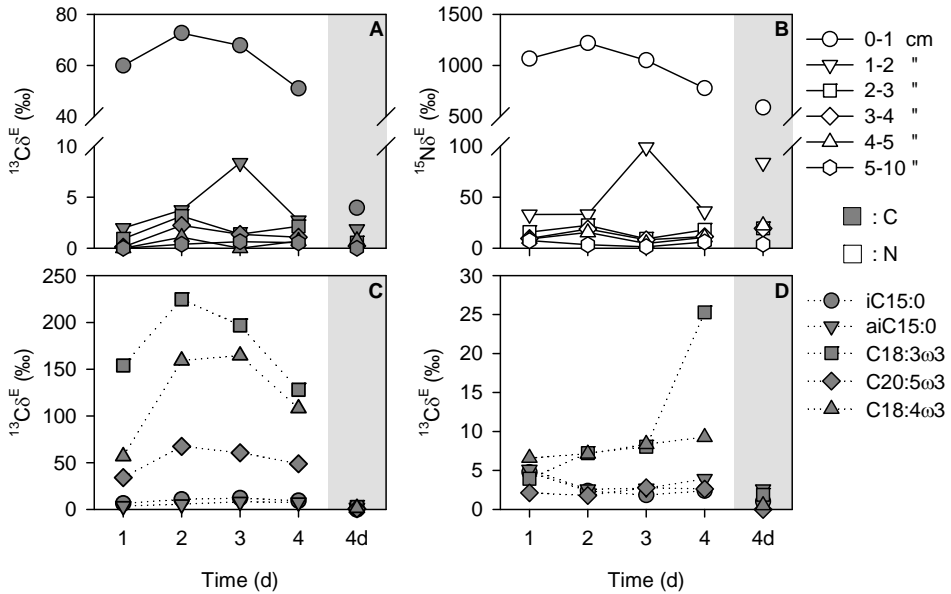 A
80
60
40
10
5
0
¹³Cδᴱ (‰)
B
1500
1000
500
100
50
0
¹⁵Nδᴱ (‰)
0-1 cm
1-2 "
2-3 "
3-4 "
4-5 "
5-10 "
: C
: N
C
250
200
150
100
50
0
¹³Cδᴱ (‰)
1 2 3 4 4d
Time (d)
D
30
25
20
15
10
5
0
¹³Cδᴱ (‰)
1 2 3 4 4d
Time (d)
iC15:0
aiC15:0
C18:3ω3
C20:5ω3
C18:4ω3